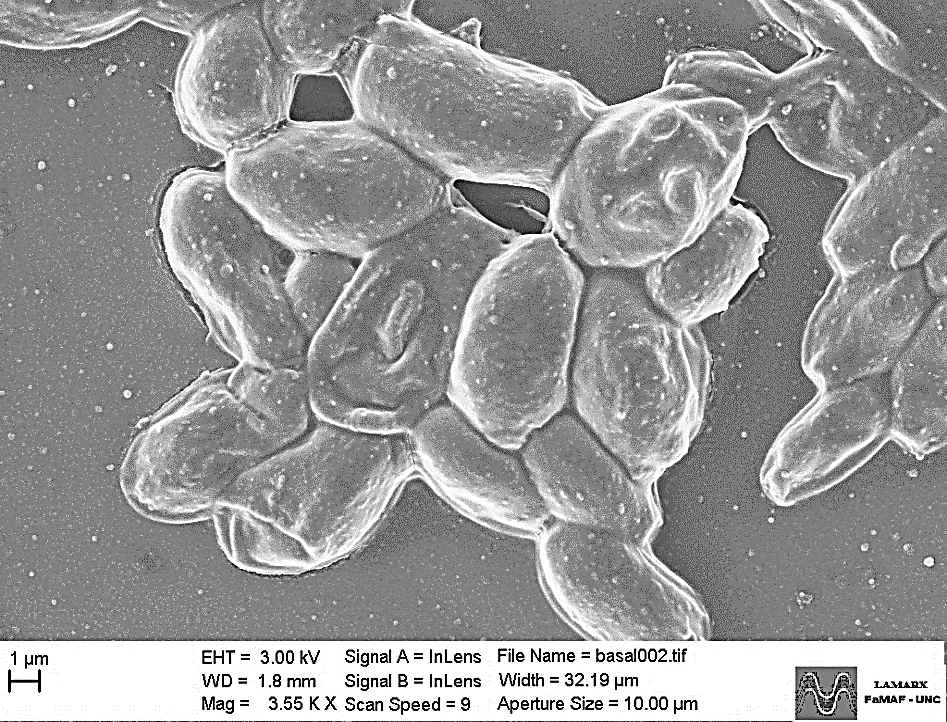 1 µm
EHT = 3.00 kV Signal A = InLens File Name = basal002.tif
WD = 1.8 mm Signal B = InLens Width = 32.19 µm
Mag = 3.55 K X Scan Speed = 9 Aperture Size = 10.00 µm
LAMARX
FaMAF - UNC